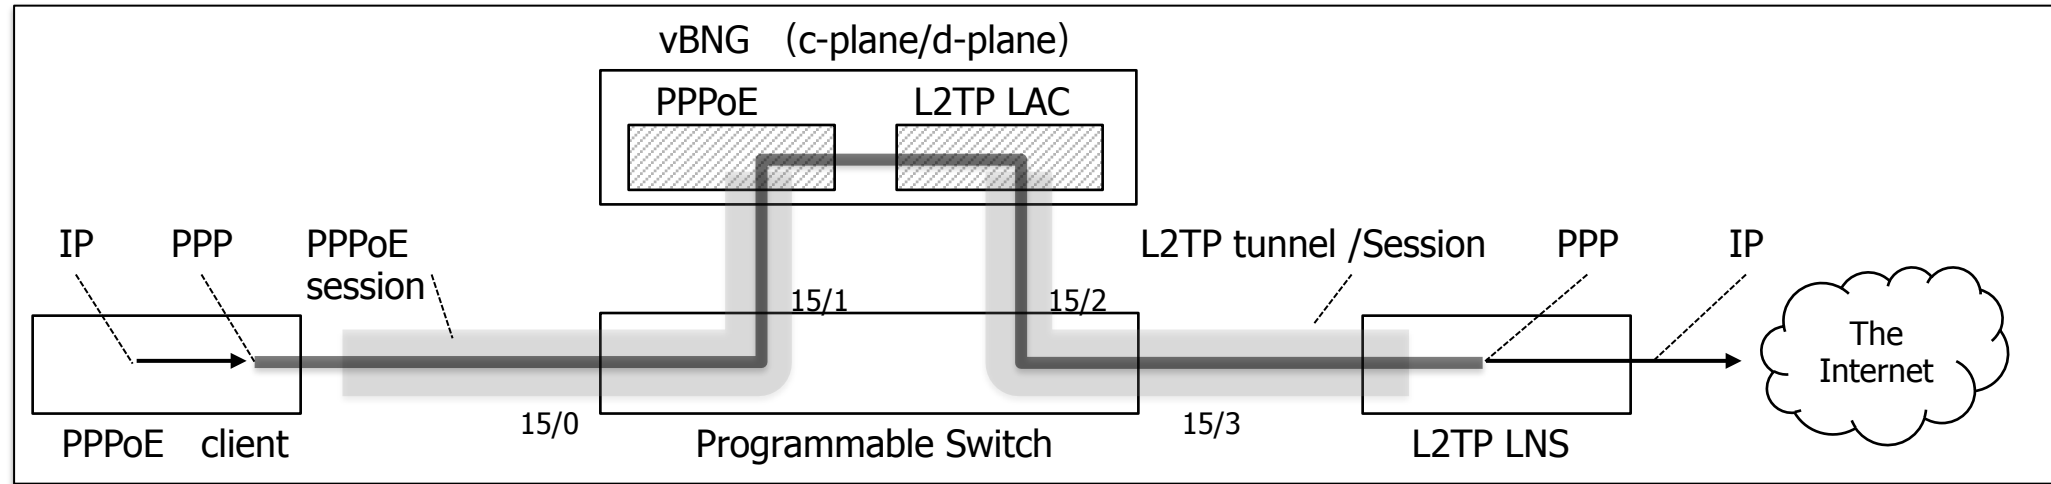 vBNG （c-plane/d-plane）
PPPoE
L2TP LAC
IP
PPP
PPPoE
session
L2TP tunnel /Session
PPP
IP
15/1
15/2
The
Internet
15/0
15/3
PPPoE client
Programmable Switch
L2TP LNS